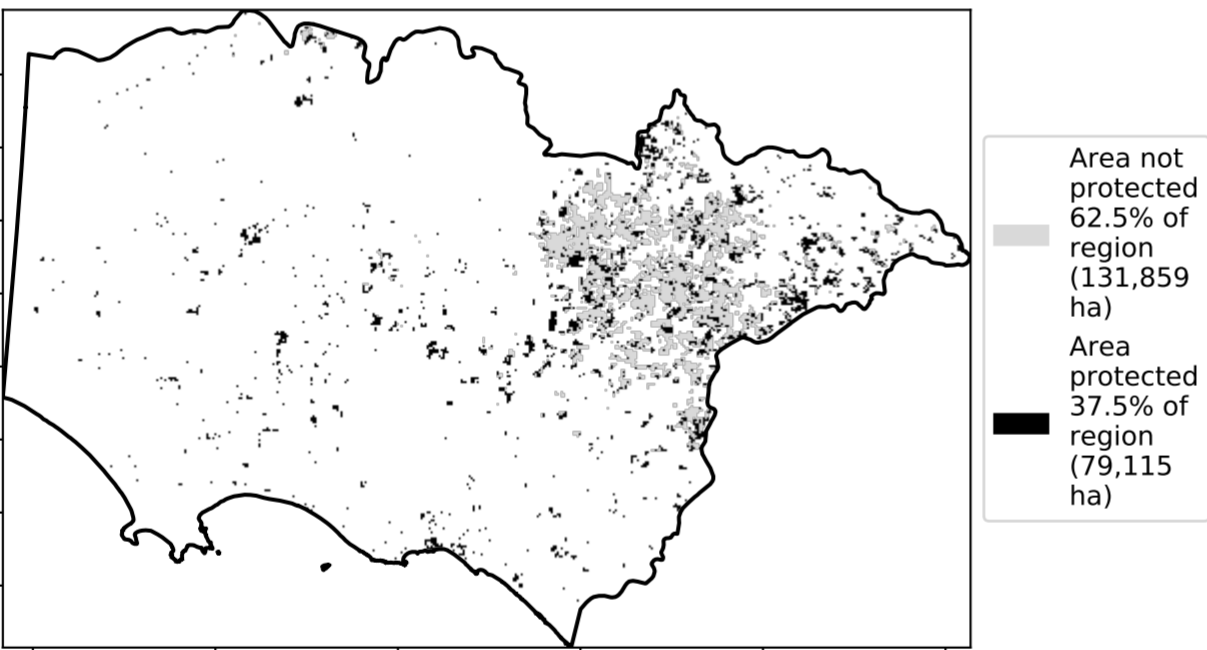 Area not
protected
62.5% of
region
(131,859
ha)
Area
protected
37.5% of
region
(79,115
ha)